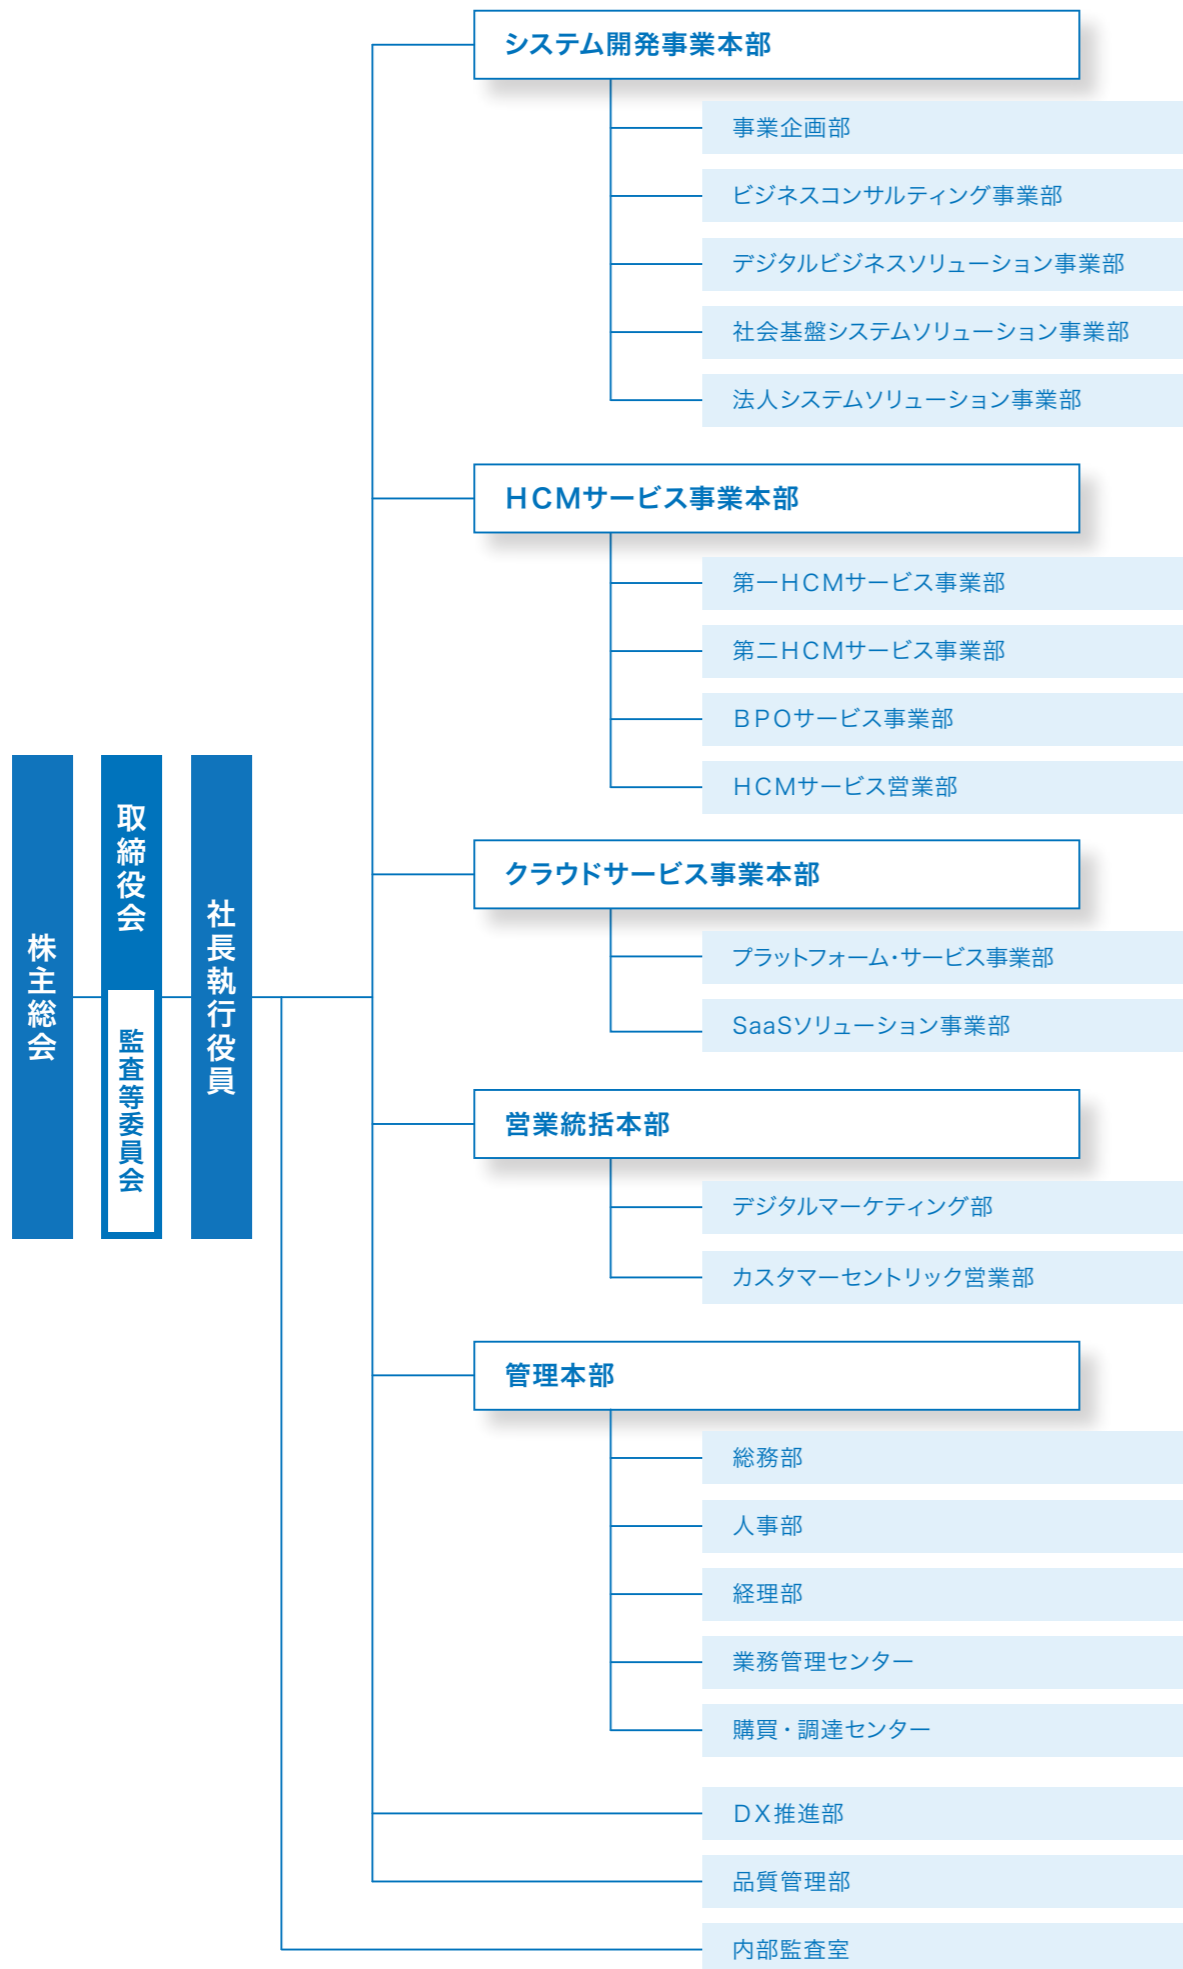 株主総会
取締役会
監査等委員会
社長執行役員
システム開発事業本部
事業企画部
ビジネスコンサルティング事業部
デジタルビジネスソリューション事業部
社会基盤システムソリューション事業部
法人システムソリューション事業部
HCMサービス事業本部
第一HCMサービス事業部
第二HCMサービス事業部
BPOサービス事業部
HCMサービス営業部
クラウドサービス事業本部
プラットフォーム・サービス事業部
SaaSソリューション事業部
営業統括本部
デジタルマーケティング部
カスタマーセントリック営業部
管理本部
総務部
人事部
経理部
業務管理センター
購買・調達センター
DX推進部
品質管理部
内部監査室